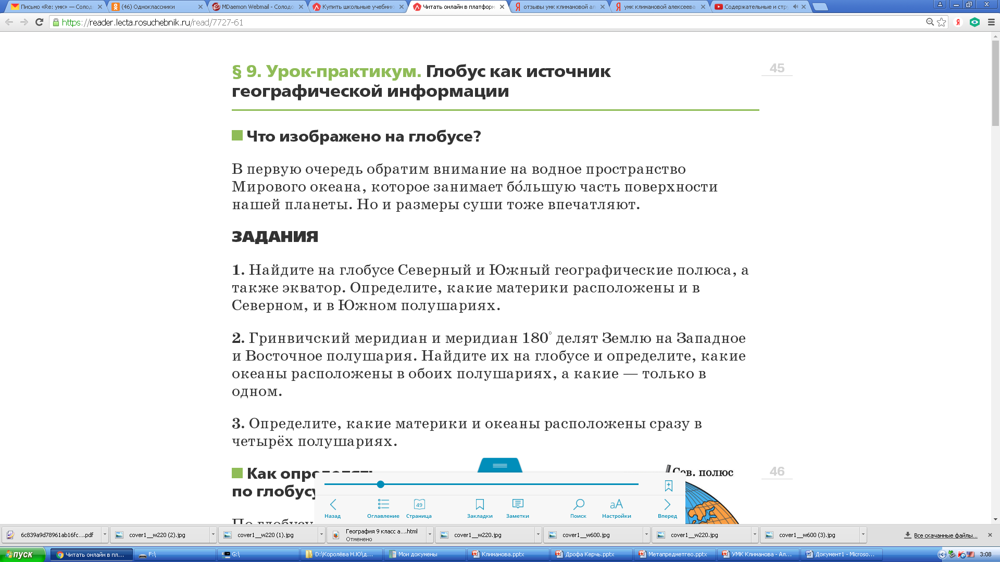 Письмо «Re: умк» — Солод
(46) Одноклассники
MDaemon Webmail - Солодо
Купить школьные учебник
Читать онлайн в платформ
отзывы умк климановой ал
умк климановой алексеева
Содержательные и стру
https://reader.lecta.rosuchebnik.ru/read/7727-61
§ 9. Урок-практикум. Глобус как источник
географической информации
45
Что изображено на глобусе?
В первую очередь обратим внимание на водное пространство
Мирового океана, которое занимает бо́льшую часть поверхности
нашей планеты. Но и размеры суши тоже впечатляют.
ЗАДАНИЯ
1. Найдите на глобусе Северный и Южный географические полюса, а
также экватор. Определите, какие материки расположены и в
Северном, и в Южном полушариях.
2. Гринвичский меридиан и меридиан 180° делят Землю на Западное
и Восточное полушария. Найдите их на глобусе и определите, какие
океаны расположены в обоих полушариях, а какие — только в
одном.
3. Определите, какие материки и океаны расположены сразу в
четырёх полушариях.
Как определять
по глобусу
Сев. полюс
46
По глобусу
49
Назад
Оглавление
Страница
Закладки
Заметки
аА
Поиск
Настройки
Вперед
6c839a9d78961ab16fc....pdf
cover1__w220 (2).jpg
cover1__w220 (1).jpg
География 9 класс а....html
Отменено
cover1__w220.jpg
cover1__w600.jpg
cover1__w220.jpg
cover1__w600 (3).jpg
Все скачанные файлы...
пуск
Читать онлайн в пл...
F:\
G:\
D:\Королёва Н.Ю\д...
Мои документы
Климанова.pptx
Дрофа Керчь.pptx
Метапредметгео.pptx
УМК Климанова - Ал...
Документ1 - Microso...
3:08